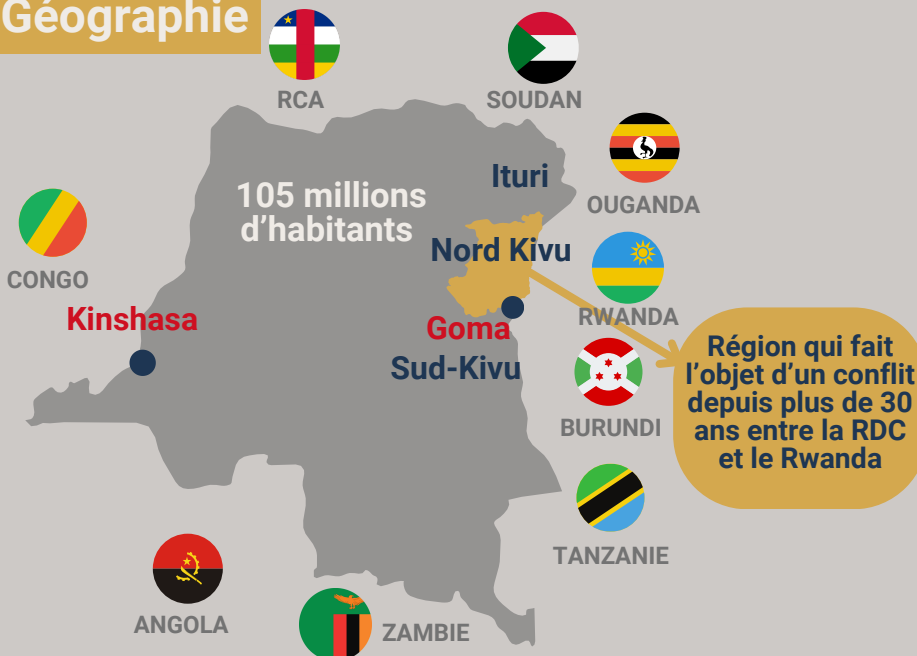 Géographie
RCA
SOUDAN
OUGANDA
Ituri
105 millions
d’habitants
Nord Kivu
CONGO
RWANDA
Kinshasa
Goma
Sud-Kivu
Région qui fait
l’objet d’un conflit
depuis plus de 30
ans entre la RDC
et le Rwanda
BURUNDI
TANZANIE
ANGOLA
ZAMBIE